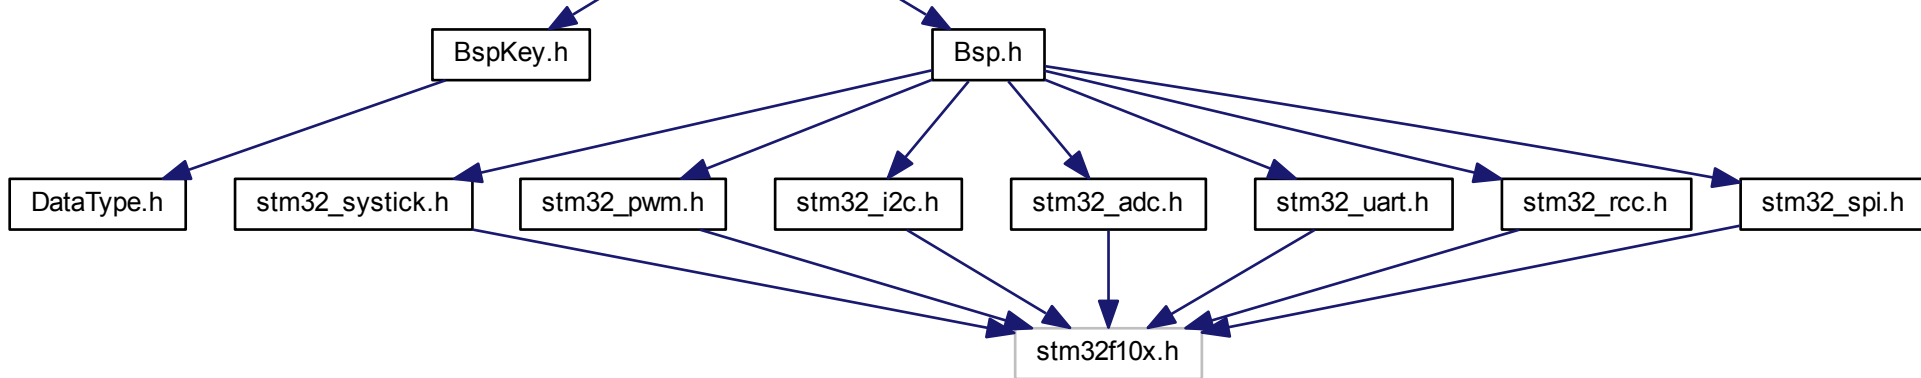 BspKey.h
Bsp.h
DataType.h
stm32_systick.h
stm32_pwm.h
stm32_i2c.h
stm32_adc.h
stm32_uart.h
stm32_rcc.h
stm32_spi.h
stm32f10x.h